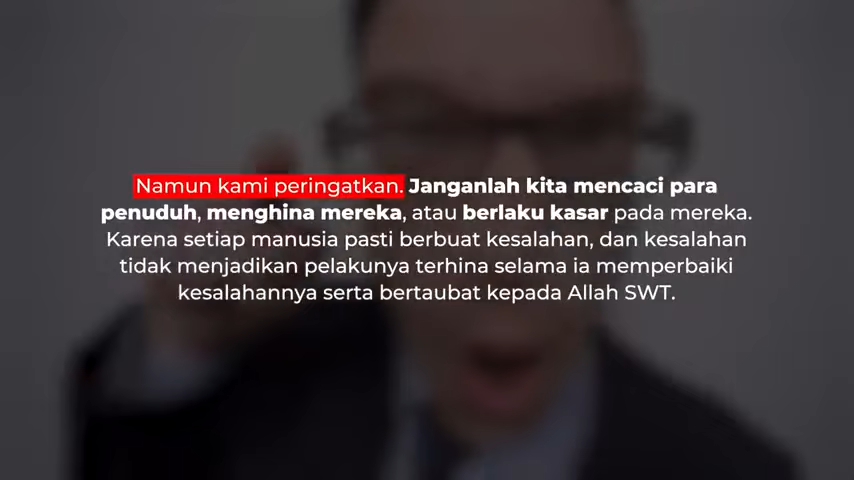 Namun kami peringatkan. Janganlah kita mencaci para
penuduh, menghina mereka, atau berlaku kasar pada mereka.
Karena setiap manusia pasti berbuat kesalahan, dan kesalahan
tidak menjadikan pelakunya terhina selama ia memperbaiki
kesalahannya serta bertaubat kepada Allah SWT.